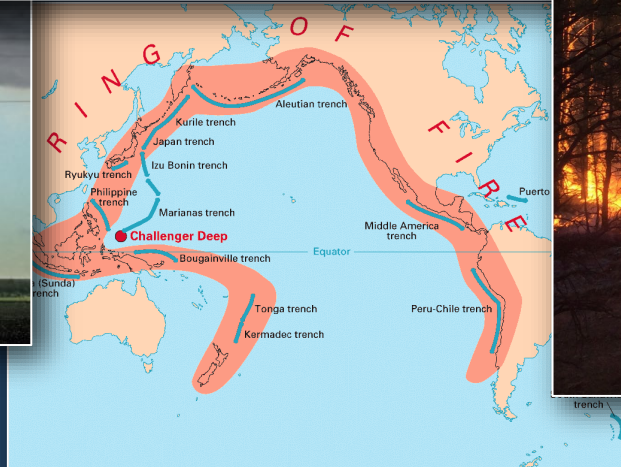 RING OF FIRE
Aleutian trench
Kurile trench
Japan trench
Izu Bonin trench
Ryukyu trench
Philippine
trench
Marianas trench
Challenger Deep
Puerto
Middle America
trench
Equator
Bougainville trench
(Sunda)
trench
Tonga trench
Kermadec trench
Peru-Chile trench
trench